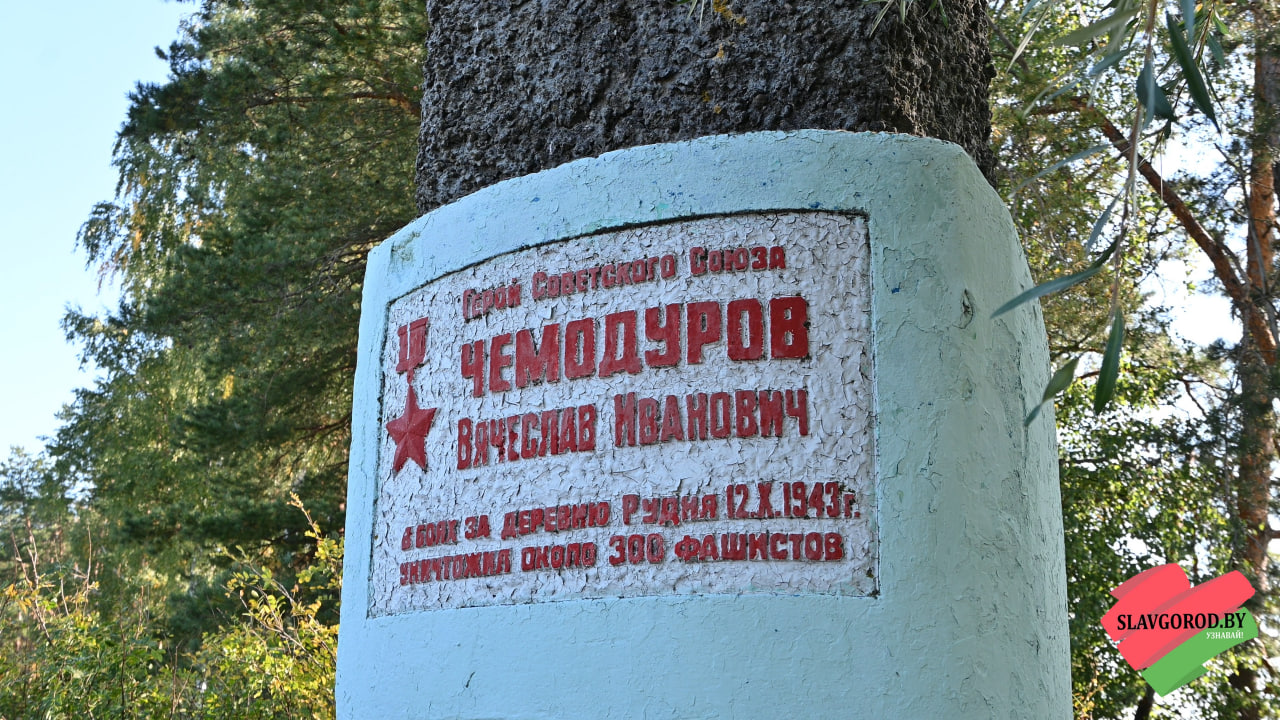 Герой Советского Союза
ЧЕМОДУРОВ
Вячеслав Иванович
в боях за деревню Рудня 12.X.1943г.
уничтожил около 300 фашистов
SLAVGOROD.BY
УЗНАВАЙ!